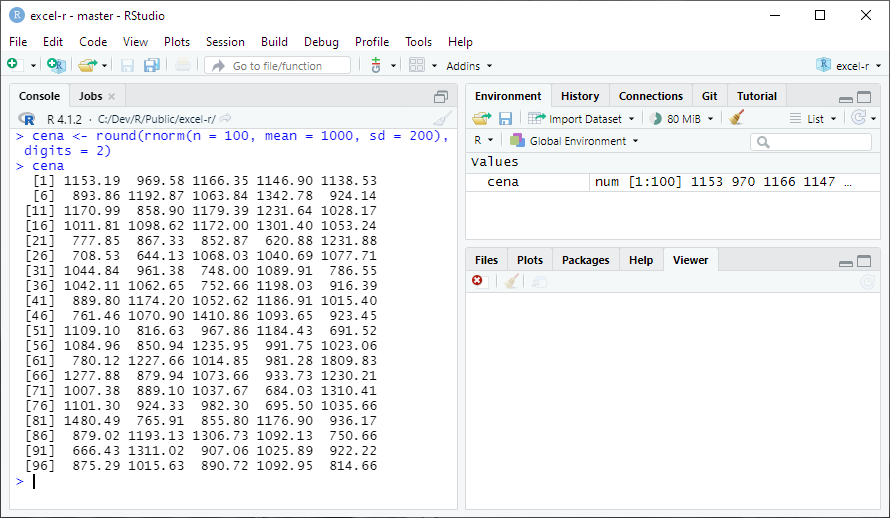 excel-r - master - RStudio
File Edit Code View Plots Session Build Debug Profile Tools Help
Go to file/function Addins excel-r
Console Jobs
R 4.1.2 · C:/Dev/R/Public/excel-r/
> cena <- round(rnorm(n = 100, mean = 1000, sd = 200),
digits = 2)
> cena
[1] 1153.19 969.58 1166.35 1146.90 1138.53
[6] 893.86 1192.87 1063.84 1342.78 924.14
[11] 1170.99 858.90 1179.39 1231.64 1028.17
[16] 1011.81 1098.62 1172.00 1301.40 1053.24
[21] 777.85 867.33 852.87 620.88 1231.88
[26] 708.53 644.13 1068.03 1040.69 1077.71
[31] 1044.84 961.38 748.00 1089.91 786.55
[36] 1042.11 1062.65 752.66 1198.03 916.39
[41] 889.80 1174.20 1052.62 1186.91 1015.40
[46] 761.46 1070.90 1410.86 1093.65 923.45
[51] 1109.10 816.63 967.86 1184.43 691.52
[56] 1084.96 850.94 1235.95 991.75 1023.06
[61] 780.12 1227.66 1014.85 981.28 1809.83
[66] 1277.88 879.94 1073.66 933.73 1230.21
[71] 1007.38 889.10 1037.67 684.03 1310.41
[76] 1101.30 924.33 982.30 695.50 1035.66
[81] 1480.49 765.91 855.80 1176.90 936.17
[86] 879.02 1193.13 1306.73 1092.13 750.66
[91] 666.43 1311.02 907.06 1025.89 922.22
[96] 875.29 1015.63 890.72 1092.95 814.66
>
Environment History Connections Git Tutorial
Import Dataset 80 MiB List
R Global Environment
Values
cena num [1:100] 1153 970 1166 1147 …
Files Plots Packages Help Viewer